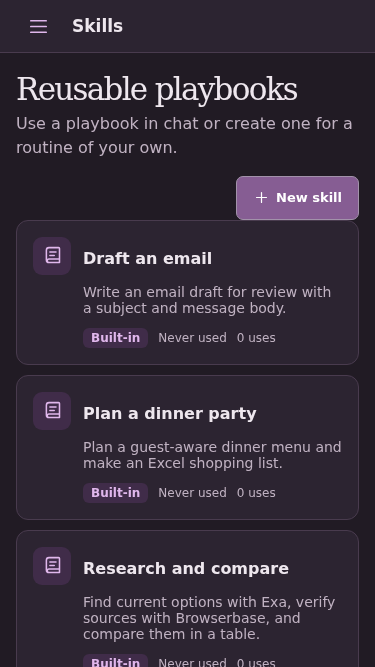 Skills
Reusable playbooks
Use a playbook in chat or create one for a
routine of your own.
New skill
Draft an email
Write an email draft for review with
a subject and message body.
Built-in Never used 0 uses
Plan a dinner party
Plan a guest-aware dinner menu and
make an Excel shopping list.
Built-in Never used 0 uses
Research and compare
Find current options with Exa, verify
sources with Browserbase, and
compare them in a table.
Built-in Never used 0 uses